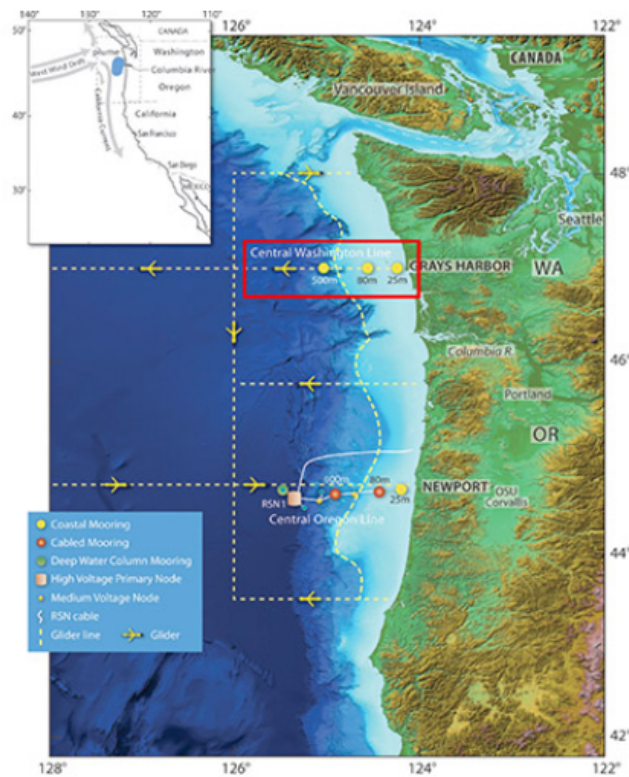 140° 130° 120° 110°
50°
CANADA
plume
Washington
West Wind Drift
Columbia River
Oregon
California Current
40°
California
San Francisco
San Diego
MEXICO
30°
126° 124° 122°
CANADA
Vancouver Island
48°
Seattle
Central Washington Line
GRAYS HARBOR
WA
500m 80m 25m
46°
Columbia R.
Portland
OR
600m 80m
25m
NEWPORT
RSN1
OSU
Corvallis
Central Oregon Line
Coastal Mooring
Cabled Mooring
Deep Water Column Mooring
High Voltage Primary Node
Medium Voltage Node
RSN cable
Glider line Glider
44°
42°
128° 126° 124° 122°